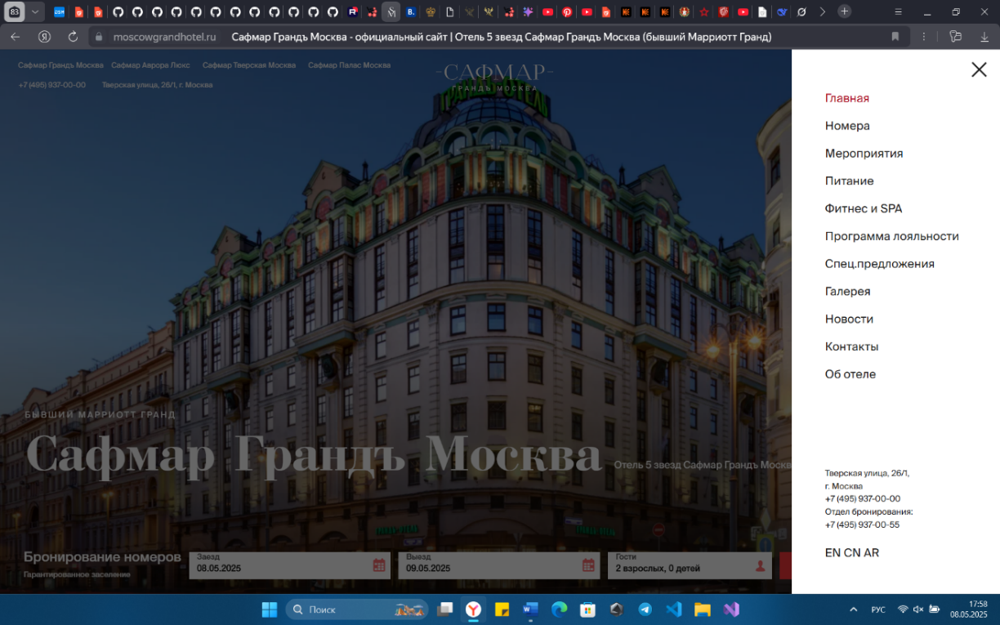 83
moscowgrandhotel.ru Сафмар Грандъ Москва - официальный сайт | Отель 5 звезд Сафмар Грандъ Москва (бывший Марриотт Гранд)
Сафмар Грандъ Москва Сафмар Аврора Люкс Сафмар Тверская Москва Сафмар Палас Москва
+7 (495) 937-00-00 Тверская улица, 26/1, г. Москва
САФМАР
ГРАНДЪ МОСКВА
ГРАНДЪ ОТЕЛЬ
Главная
Номера
Мероприятия
Питание
Фитнес и SPA
Программа лояльности
Спец.предложения
Галерея
Новости
Контакты
Об отеле
БЫВШИЙ МАРРИОТТ ГРАНД
Сафмар Грандъ Москва
Отель 5 звезд Сафмар Грандъ Москв
Тверская улица, 26/1,
г. Москва
+7 (495) 937-00-00
Отдел бронирования:
+7 (495) 937-00-55
EN CN AR
Бронирование номеров
Гарантированное заселение
Заезд
08.05.2025
Выезд
09.05.2025
Гости
2 взрослых, 0 детей
Поиск
РУС
17:58
08.05.2025